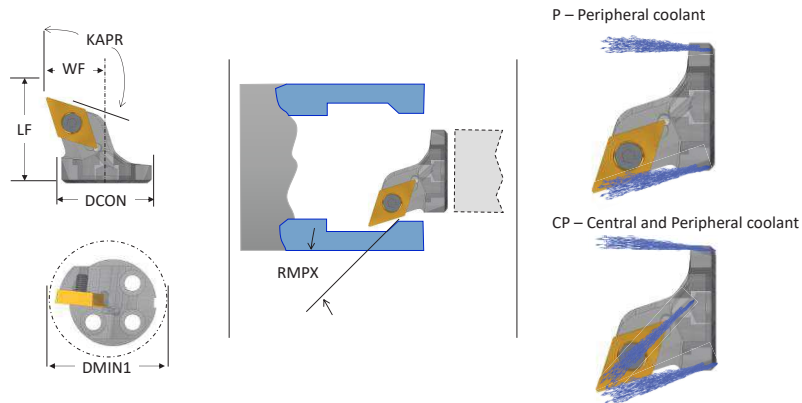 KAPR
WF
LF
DCON
DMIN1
RMPX
P – Peripheral coolant
CP – Central and Peripheral coolant